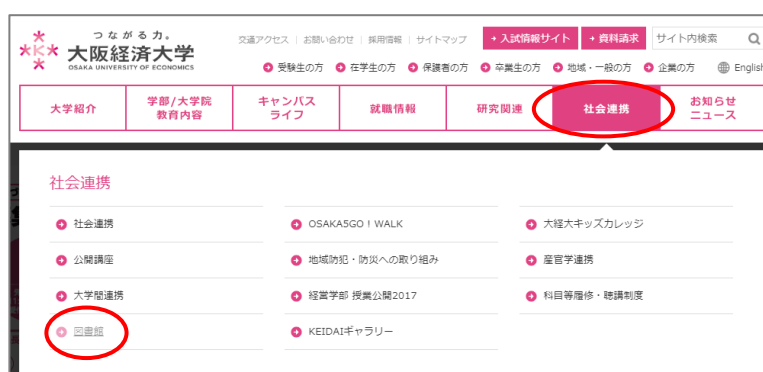 つながる力。
大阪経済大学
OSAKA UNIVERSITY OF ECONOMICS
交通アクセス | お問い合わせ | 採用情報 | サイトマップ
入試情報サイト
資料請求
サイト内検索
受験生の方 在学生の方 保護者の方 卒業生の方 地域・一般の方 企業の方 English
大学紹介
学部/大学院
教育内容
キャンパス
ライフ
就職情報
研究関連
社会連携
お知らせ
ニュース
社会連携
社会連携
OSAKA5GO!WALK
大経大キッズカレッジ
公開講座
地域防犯・防災への取り組み
産官学連携
大学間連携
経営学部 授業公開2017
科目等履修・聴講制度
図書館
KEIDAIギャラリー